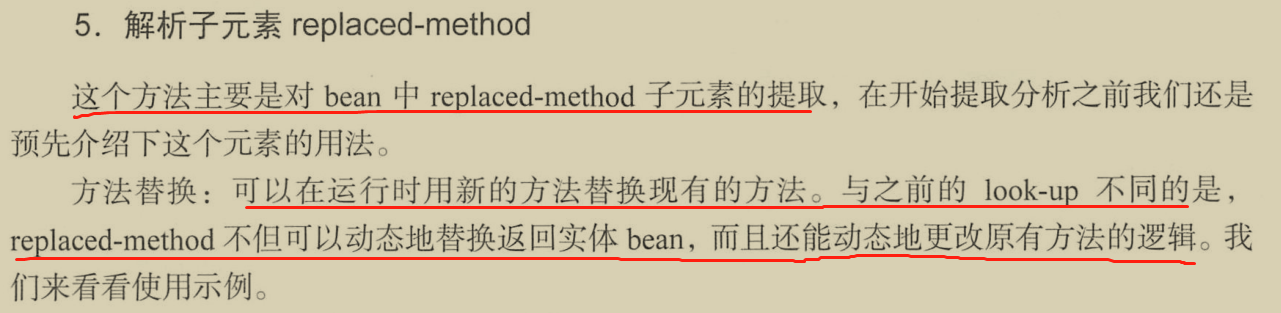 5．解析子元素 replaced-method
这个方法主要是对 bean 中 replaced-method 子元素的提取，在开始提取分析之前我们还是
预先介绍下这个元素的用法。
方法替换：可以在运行时用新的方法替换现有的方法。与之前的 look-up 不同的是，
replaced-method 不但可以动态地替换返回实体 bean，而且还能动态地更改原有方法的逻辑。我
们来看看使用示例。